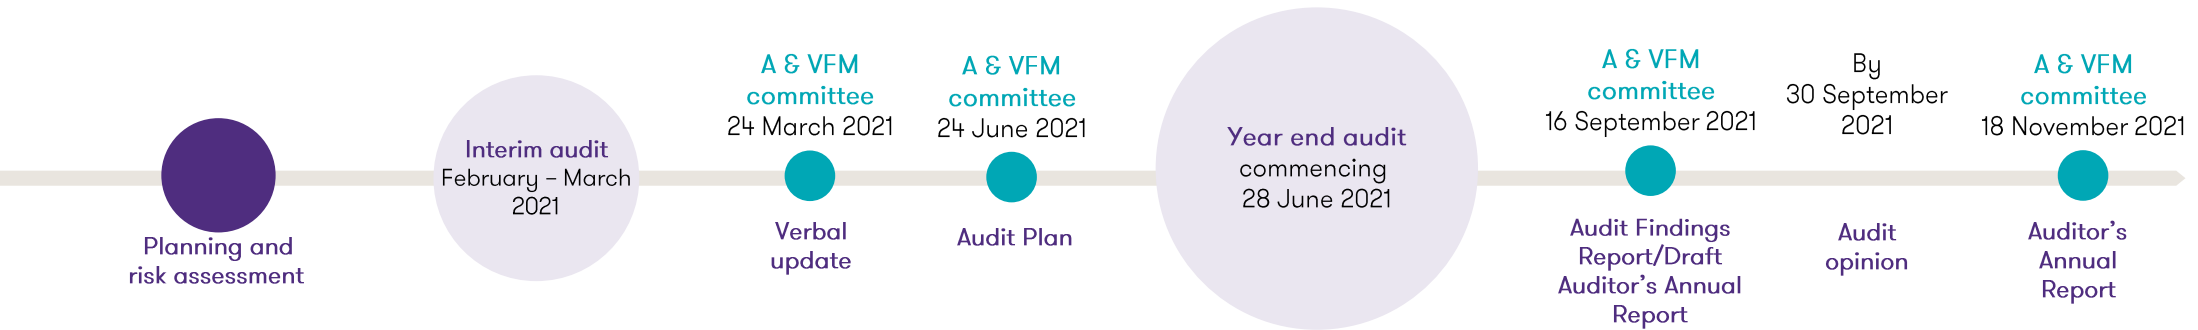 Planning and
risk assessment
Interim audit
February – March
2021
A & VFM
committee
24 March 2021
Verbal
update
A & VFM
committee
24 June 2021
Audit Plan
Year end audit
commencing
28 June 2021
A & VFM
committee
16 September 2021
Audit Findings
Report/Draft
Auditor’s Annual
Report
By
30 September
2021
Audit
opinion
A & VFM
committee
18 November 2021
Auditor’s
Annual
Report